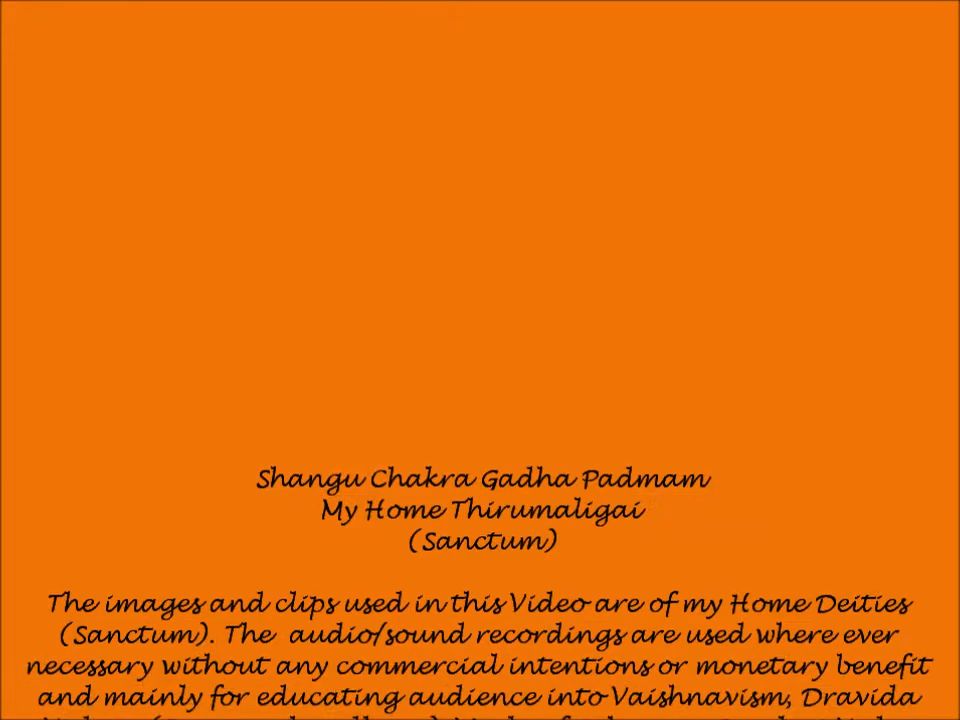 Shangu Chakra Gadha Padmam
My Home Thirumaligai
(Sanctum)
The images and clips used in this Video are of my Home Deities
(Sanctum). The audio/sound recordings are used where ever
necessary without any commercial intentions or monetary benefit
and mainly for educating audience into Vaishnavism, Dravida